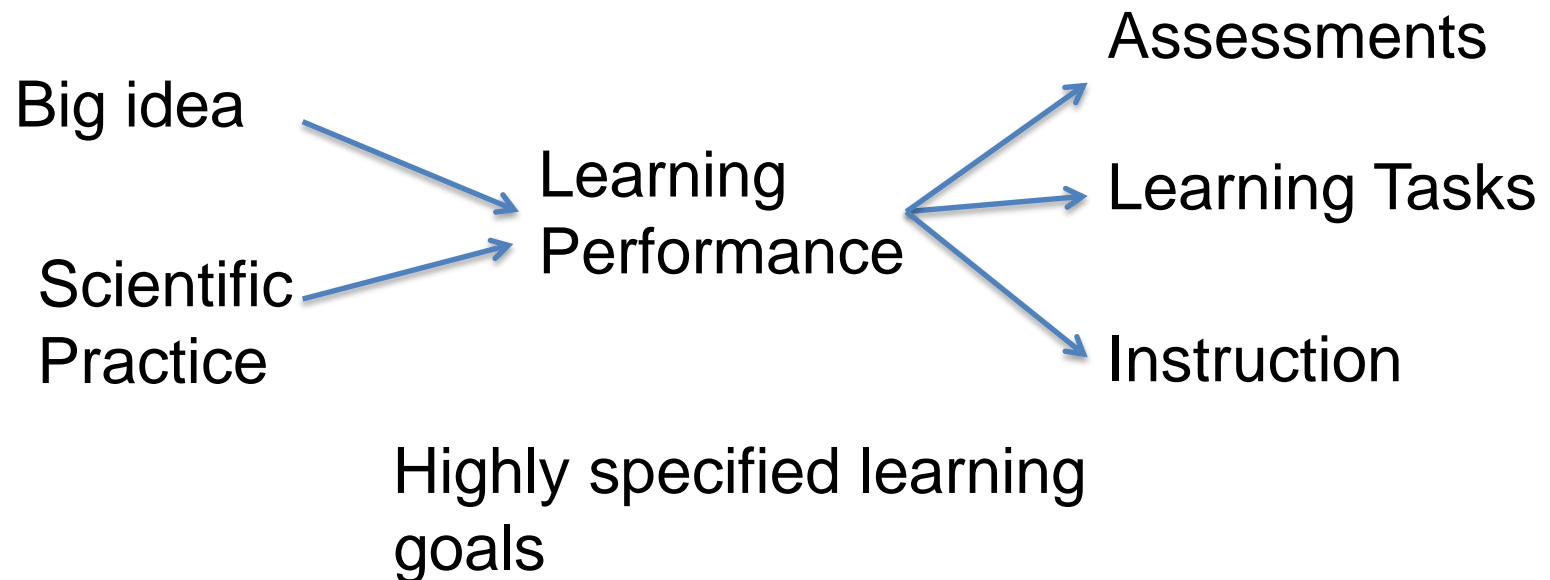 Big idea
Scientific
Practice
Learning
Performance
Assessments
Learning Tasks
Instruction
Highly specified learning
goals